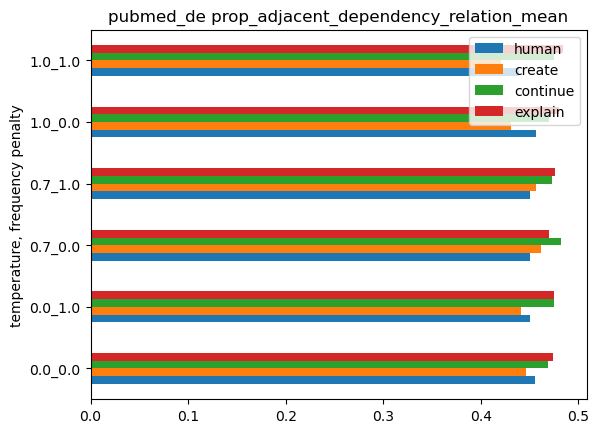 pubmed_de prop_adjacent_dependency_relation_mean
temperature, frequency penalty
1.0_1.0
1.0_0.0
0.7_1.0
0.7_0.0
0.0_1.0
0.0_0.0
human
create
continue
explain
0.0 0.1 0.2 0.3 0.4 0.5